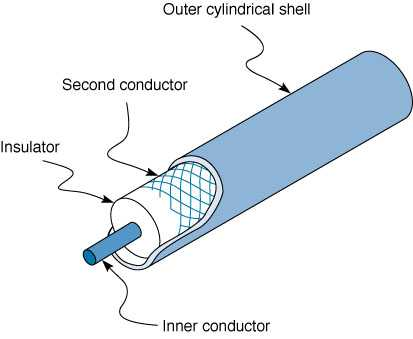 Outer cylindrical shell
Second conductor
Insulator
Inner conductor